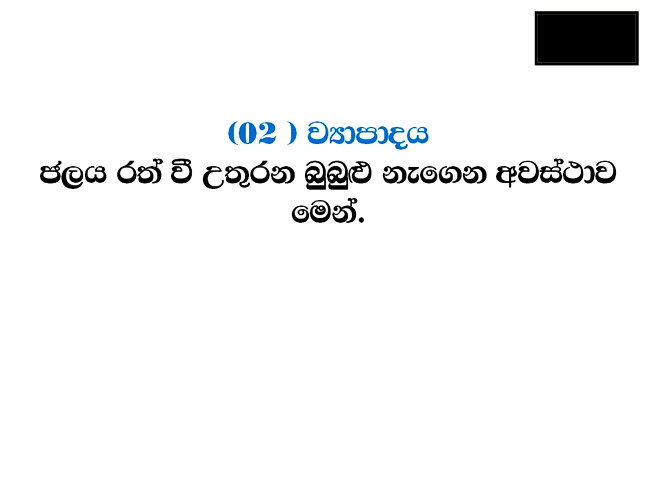 (02 ) ව්‍යාපාදය
ජලය රත් වී උතුරන බුබුළු නැගෙන අවස්ථාව
මෙන්.